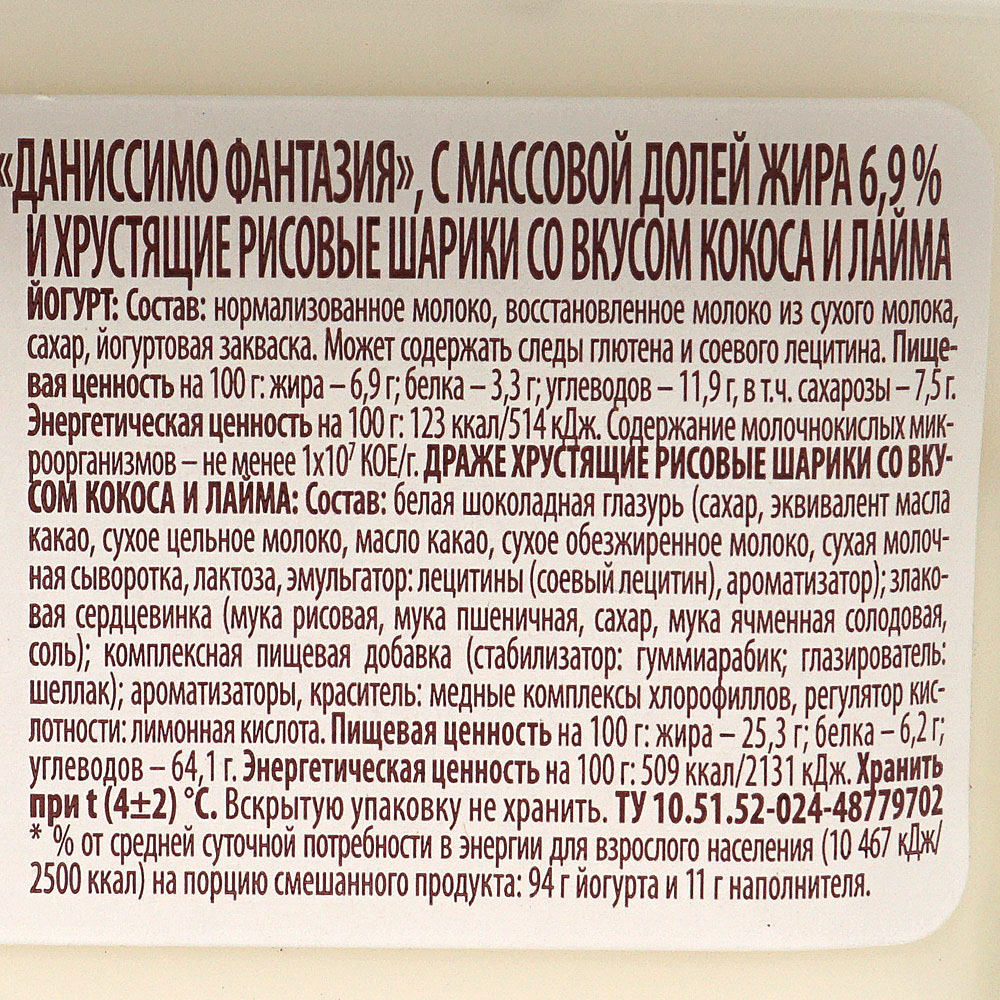 «ДАНИССИМО ФАНТАЗИЯ», С МАССОВОЙ ДОЛЕЙ ЖИРА 6,9 %
И ХРУСТЯЩИЕ РИСОВЫЕ ШАРИКИ СО ВКУСОМ КОКОСА И ЛАЙМА
ЙОГУРТ: Состав: нормализованное молоко, восстановленное молоко из сухого молока,
сахар, йогуртовая закваска. Может содержать следы глютена и соевого лецитина. Пище-
вая ценность на 100 г: жира – 6,9 г; белка – 3,3 г; углеводов – 11,9 г, в т.ч. сахарозы – 7,5 г.
Энергетическая ценность на 100 г: 123 ккал/514 кДж. Содержание молочнокислых мик-
роорганизмов – не менее 1х10⁷ КОЕ/г. ДРАЖЕ ХРУСТЯЩИЕ РИСОВЫЕ ШАРИКИ СО ВКУ-
СОМ КОКОСА И ЛАЙМА: Состав: белая шоколадная глазурь (сахар, эквивалент масла
какао, сухое цельное молоко, масло какао, сухое обезжиренное молоко, сухая молоч-
ная сыворотка, лактоза, эмульгатор: лецитины (соевый лецитин), ароматизатор); злако-
вая сердцевинка (мука рисовая, мука пшеничная, сахар, мука ячменная солодовая,
соль); комплексная пищевая добавка (стабилизатор: гуммиарабик; глазирователь:
шеллак); ароматизаторы, краситель: медные комплексы хлорофиллов, регулятор кис-
лотности: лимонная кислота. Пищевая ценность на 100 г: жира – 25,3 г; белка – 6,2 г;
углеводов – 64,1 г. Энергетическая ценность на 100 г: 509 ккал/2131 кДж. Хранить
при t (4±2) °С. Вскрытую упаковку не хранить. ТУ 10.51.52-024-48779702
* % от средней суточной потребности в энергии для взрослого населения (10 467 кДж/
2500 ккал) на порцию смешанного продукта: 94 г йогурта и 11 г наполнителя.